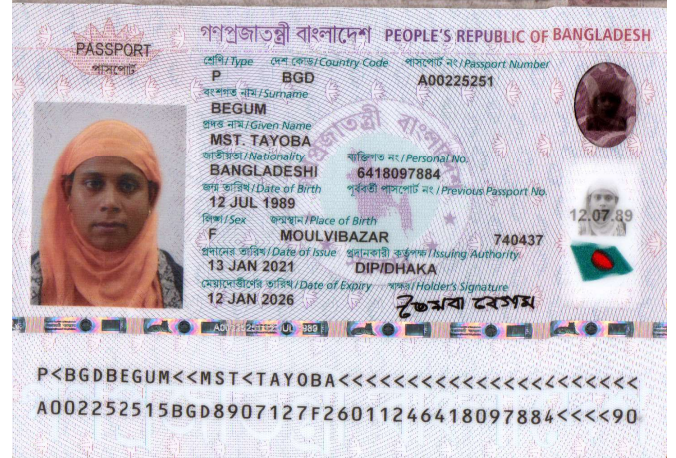 PASSPORT
পাসপোর্ট
গণপ্রজাতন্ত্রী বাংলাদেশ PEOPLE'S REPUBLIC OF BANGLADESH
শ্রেণি/Type দেশ কোড/Country Code পাসপোর্ট নং/Passport Number
P BGD A00225251
বংশগত নাম/Surname
BEGUM
প্রদত্ত নাম/Given Name
MST. TAYOBA
জাতীয়তা/Nationality ব্যক্তিগত নং/Personal No.
BANGLADESHI 6418097884
জন্ম তারিখ/Date of Birth পূর্ববর্তী পাসপোর্ট নং/Previous Passport No.
12 JUL 1989
12.07.89
লিঙ্গ/Sex জন্মস্থান/Place of Birth
F MOULVIBAZAR 740437
প্রদানের তারিখ/Date of Issue প্রদানকারী কর্তৃপক্ষ/Issuing Authority
13 JAN 2021 DIP/DHAKA
মেয়াদোত্তীর্ণের তারিখ/Date of Expiry স্বাক্ষর/Holder's Signature
12 JAN 2026 বেগম
P<BGDBEGUM<<MST<TAYOBA<<<<<<<<<<<<<<<<<<<<<<
A002252515BGD8907127F26011246418097884<<<<90